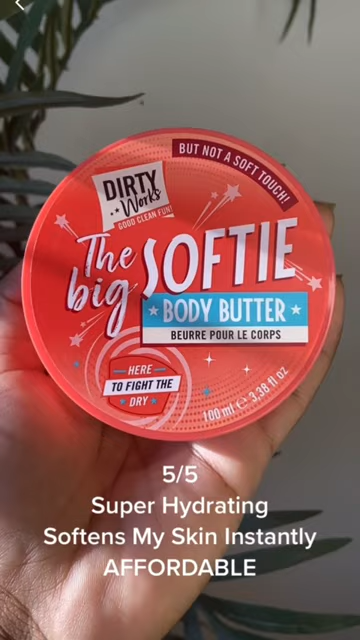 BUT NOT A SOFT TOUCH!
DIRTY
Works
GOOD CLEAN FUN!
The big SOFTIE
BODY BUTTER
BEURRE POUR LE CORPS
HERE
TO FIGHT THE
DRY
100 ml ℮ 3.38 fl oz
5/5
Super Hydrating
Softens My Skin Instantly
AFFORDABLE